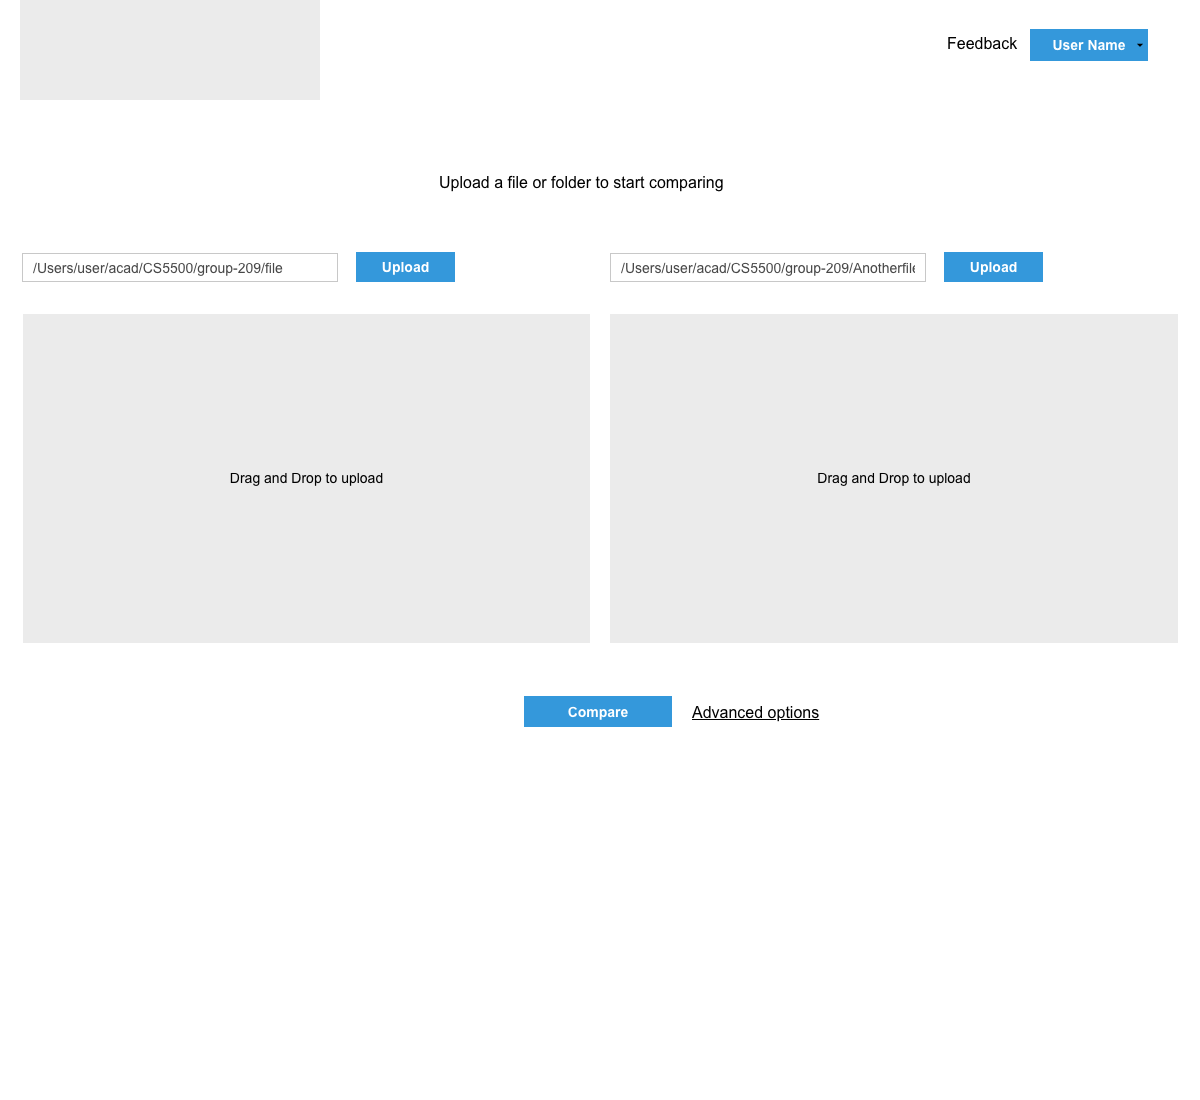 Feedback
User Name
Upload a file or folder to start comparing
/Users/user/acad/CS5500/group-209/file
Upload
/Users/user/acad/CS5500/group-209/Anotherfile
Upload
Drag and Drop to upload
Drag and Drop to upload
Compare
Advanced options